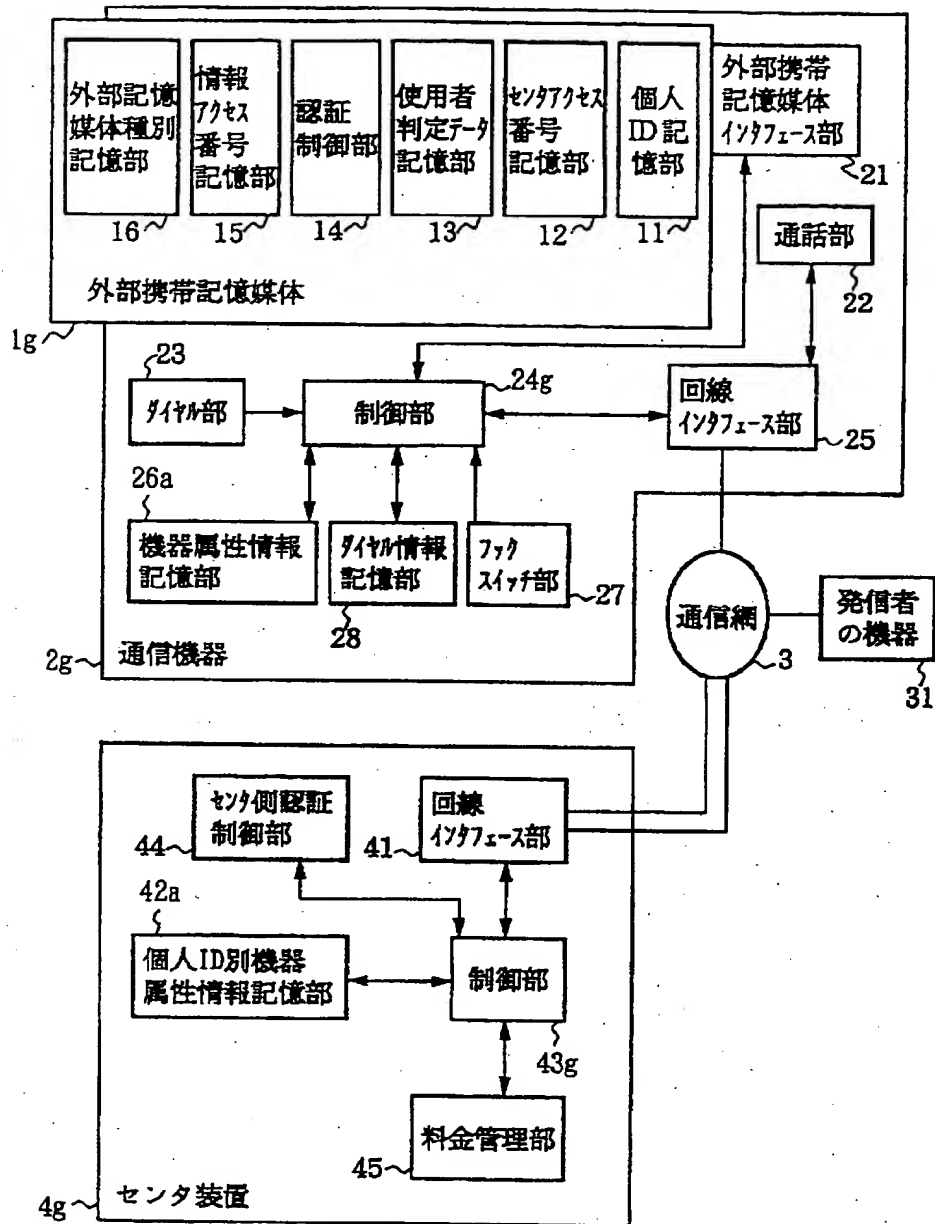 外部記憶
媒体種別
記憶部
16
情報
アクセス
番号
記憶部
15
認証
制御部
14
使用者
判定データ
記憶部
13
センタアクセス
番号
記憶部
12
個人
ID記憶
部
11
外部携帯
記憶媒体
インタフェース部
21
外部携帯記憶媒体
1g
通話部
22
23
ダイヤル部
24g
制御部
回線
インタフェース部
25
26a
機器属性情報
記憶部
ダイヤル情報
記憶部
28
フック
スイッチ部
27
通信機器
2g
通信網
3
発信者
の機器
31
センタ側認証
制御部
44
回線
インタフェース部
41
42a
個人ID別機器
属性情報記憶部
制御部
43g
料金管理部
45
センタ装置
4g